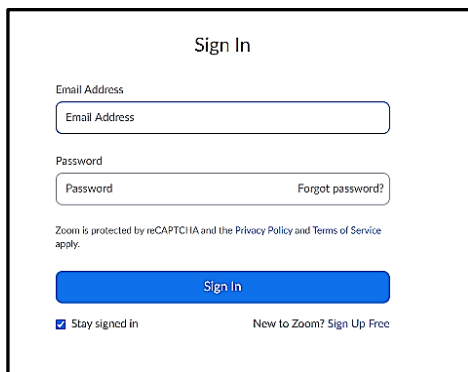 Sign In
Email Address
Email Address
Password
Password Forgot password?
Zoom is protected by reCAPTCHA and the Privacy Policy and Terms of Service
apply.
Sign In
Stay signed in New to Zoom? Sign Up Free